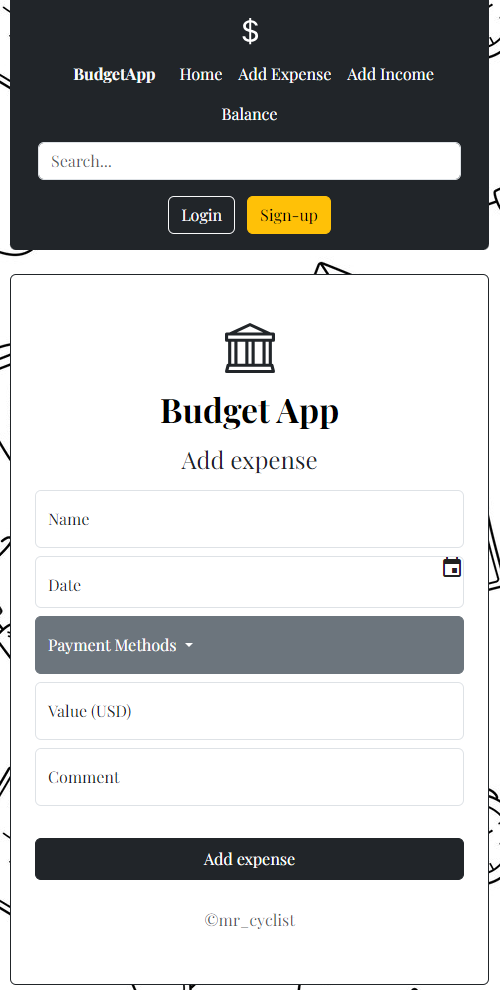 $
BudgetApp Home Add Expense Add Income
Balance
Search...
Login Sign-up
Budget App
Add expense
Name
Date
Payment Methods
Value (USD)
Comment
Add expense
©mr_cyclist